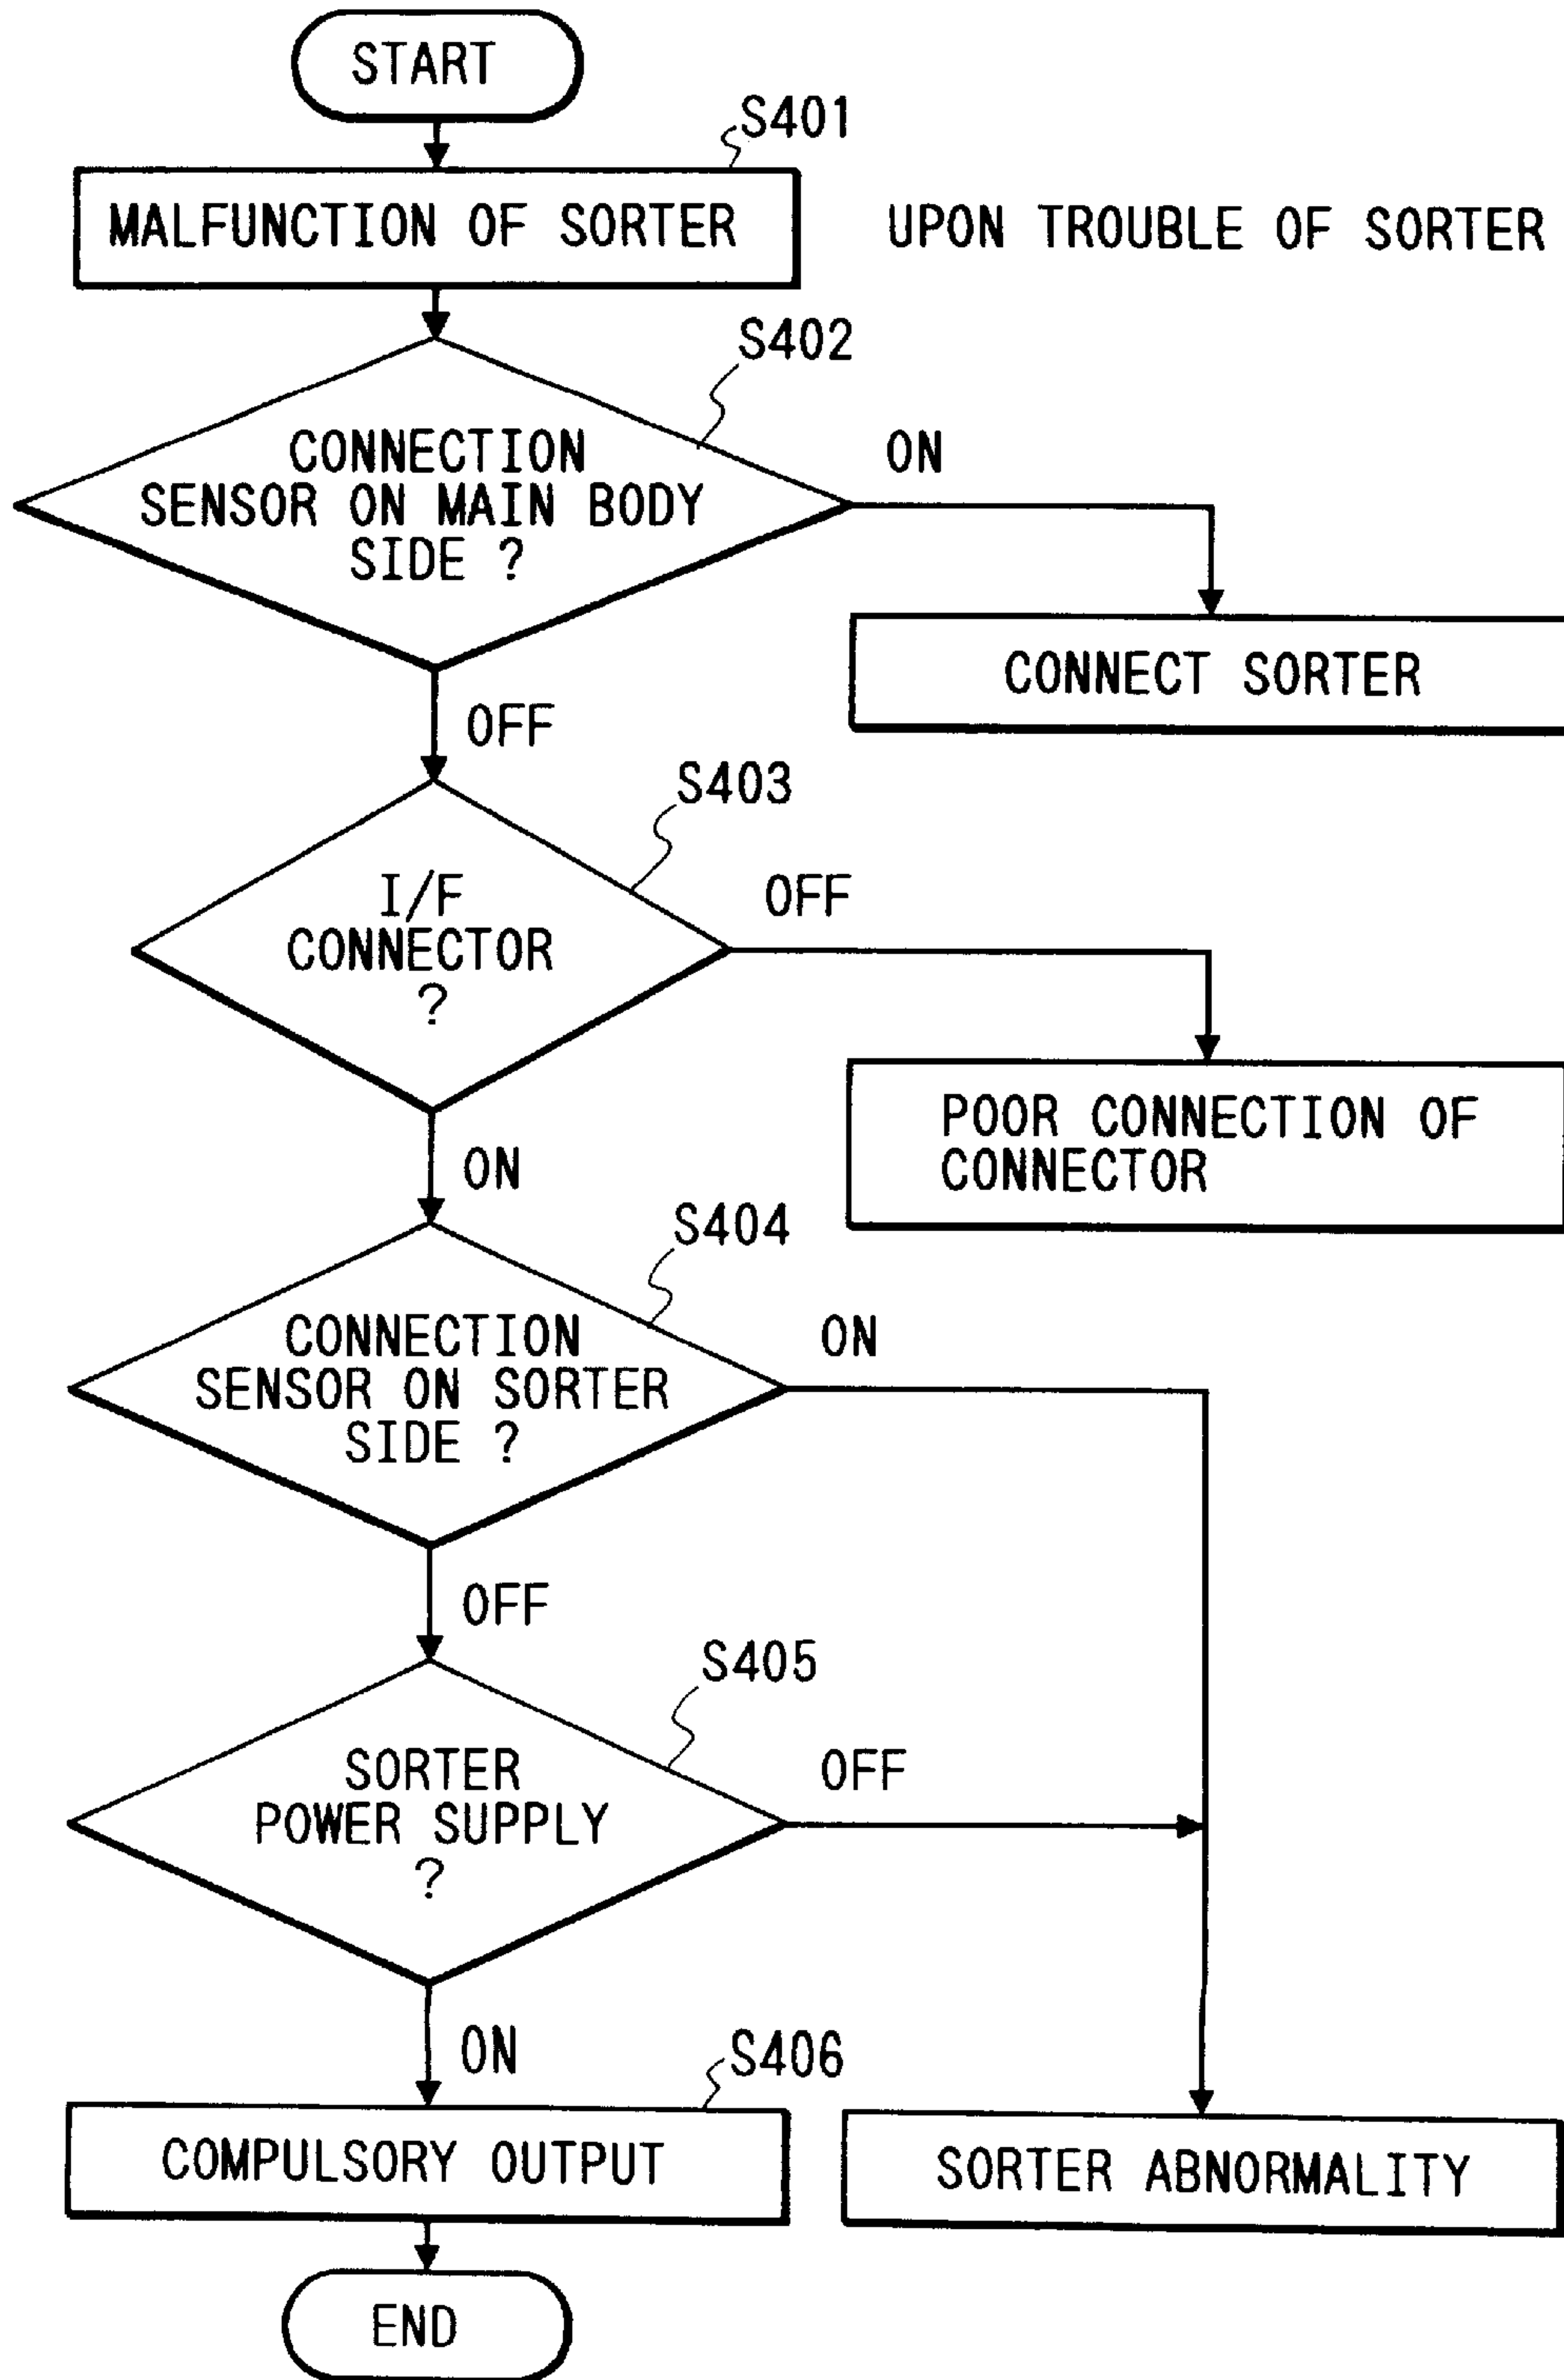 START
S401
MALFUNCTION OF SORTER
UPON TROUBLE OF SORTER
S402
CONNECTION
SENSOR ON MAIN BODY
SIDE ?
ON
CONNECT SORTER
OFF
S403
I/F
CONNECTOR
?
OFF
POOR CONNECTION OF
CONNECTOR
ON
S404
CONNECTION
SENSOR ON SORTER
SIDE ?
ON
OFF
S405
SORTER
POWER SUPPLY
?
OFF
ON
S406
COMPULSORY OUTPUT
SORTER ABNORMALITY
END